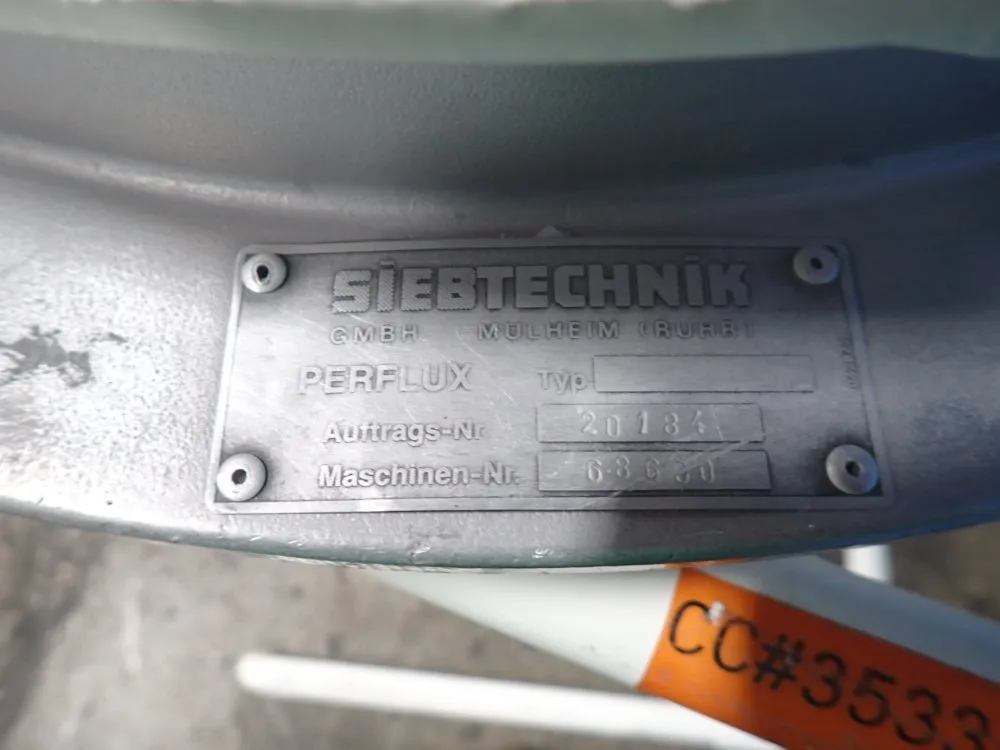 SIEBTECHNIK
GMBH MÜLHEIM (RUHR)
PERFLUX Typ
Auftrags-Nr 20184
Maschinen-Nr.
CC#3533